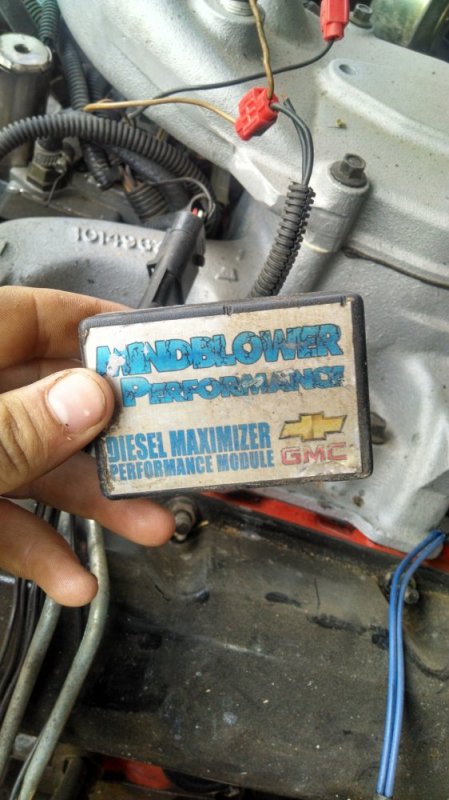 MINDBLOWER
PERFORMANCE
DIESEL MAXIMIZER
PERFORMANCE MODULE
GMC